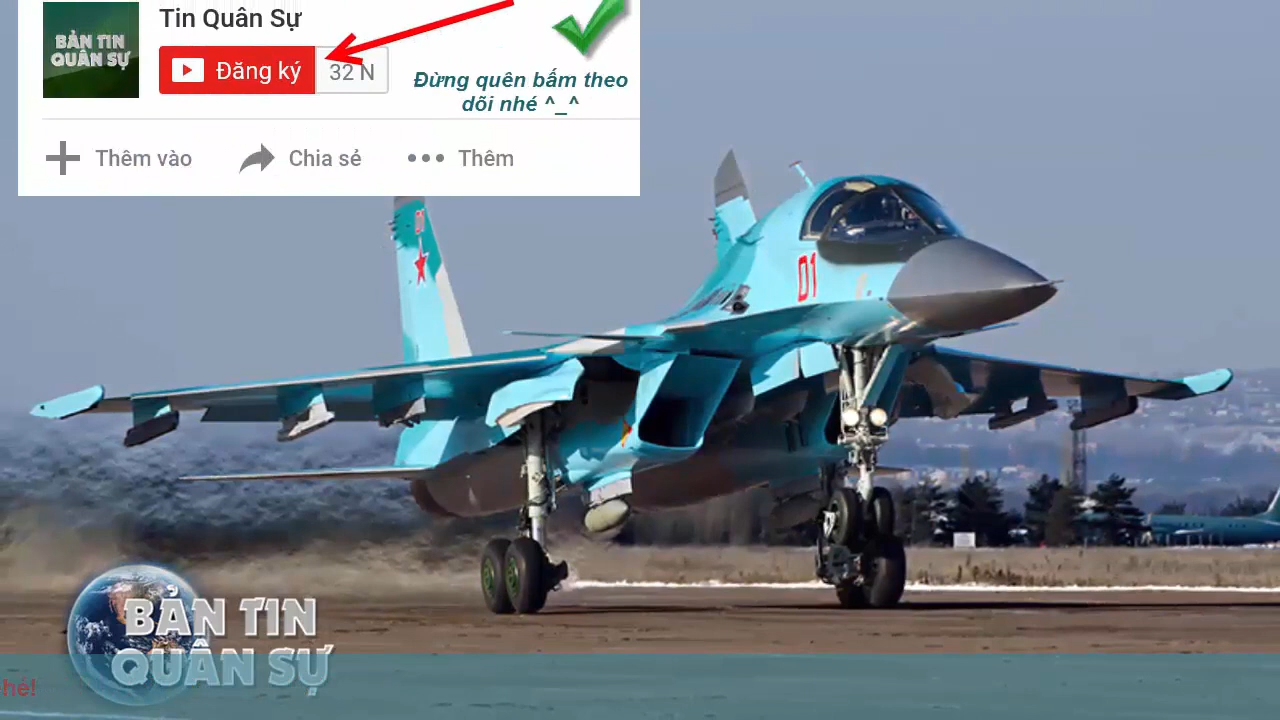 Tin Quân Sự
BẢN TIN
QUÂN SỰ
Đăng ký
32 N
Đừng quên bấm theo
dõi nhé ^_^
Thêm vào
Chia sẻ
Thêm
01
01
BẢN TIN
QUÂN SỰ
hé!